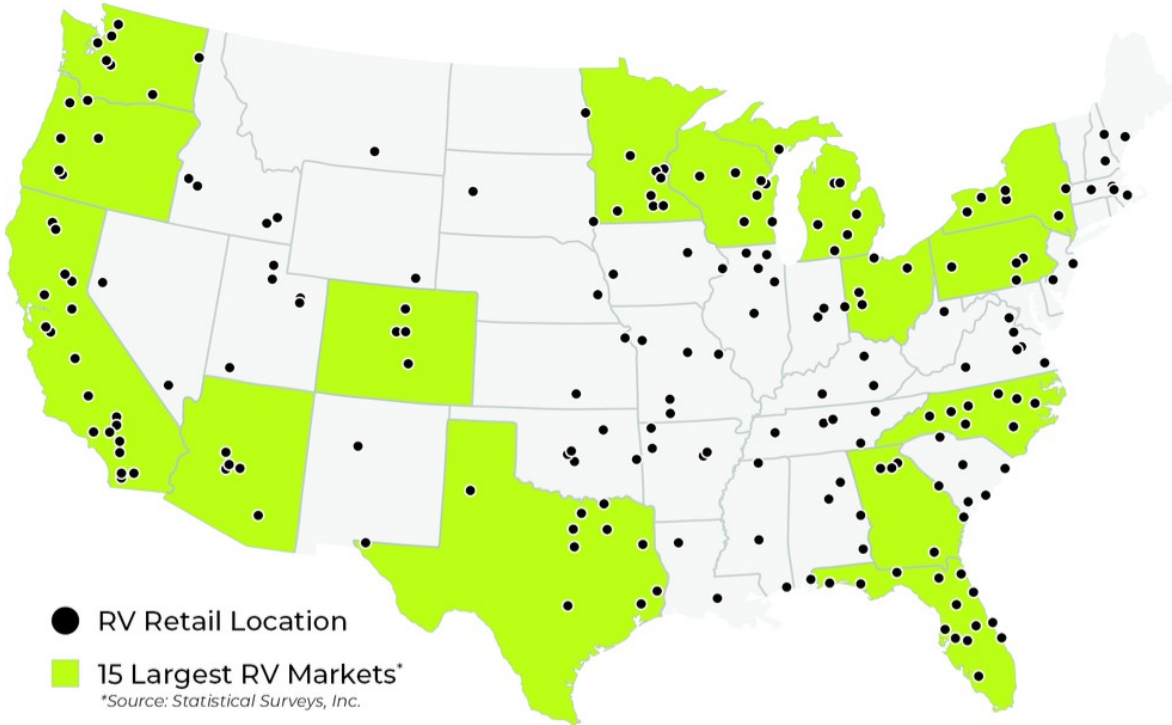 RV Retail Location
15 Largest RV Markets*
*Source: Statistical Surveys, Inc.